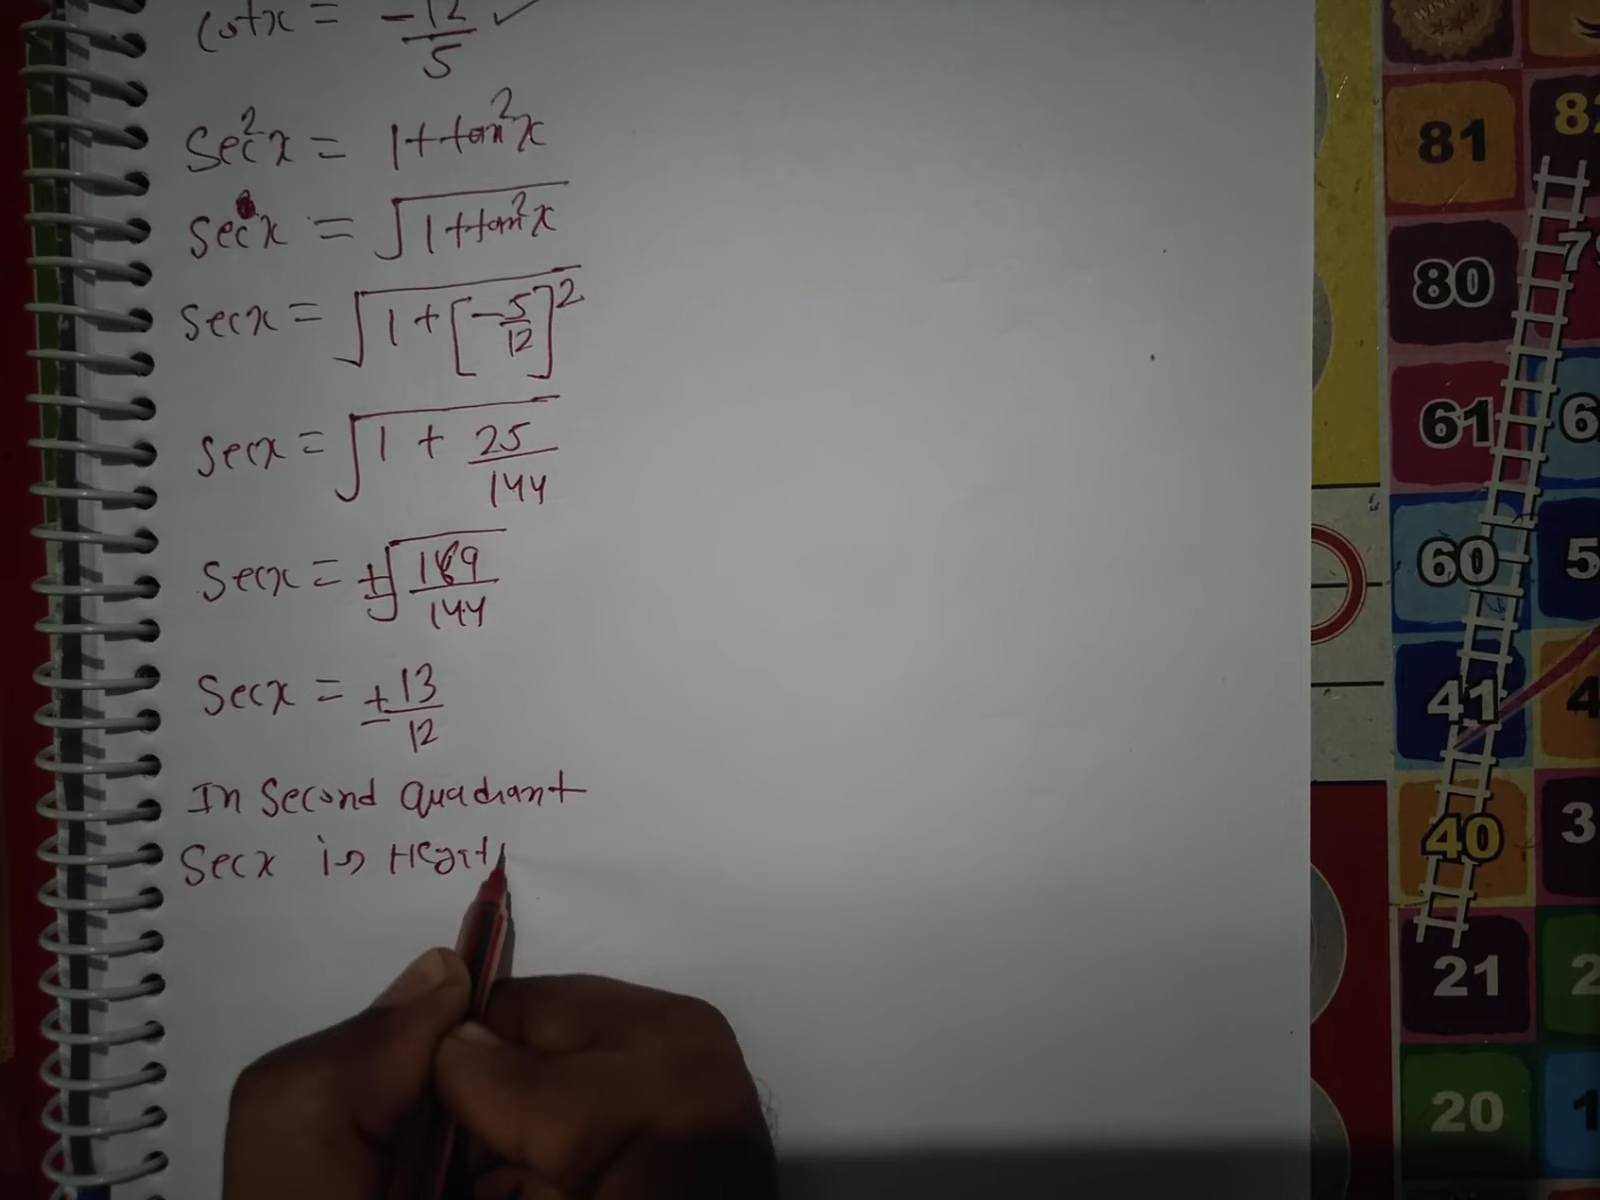 cotx = -12/5 ✓
Sec²x = 1+tan²x
secx = √1+tan²x
secx = √1+[-5/12]²
secx = √1 + 25/144
secx = ±√169/144
Secx = ±13/12
In Second quadrant
Secx is
81
80
61
60
41
40
21
20